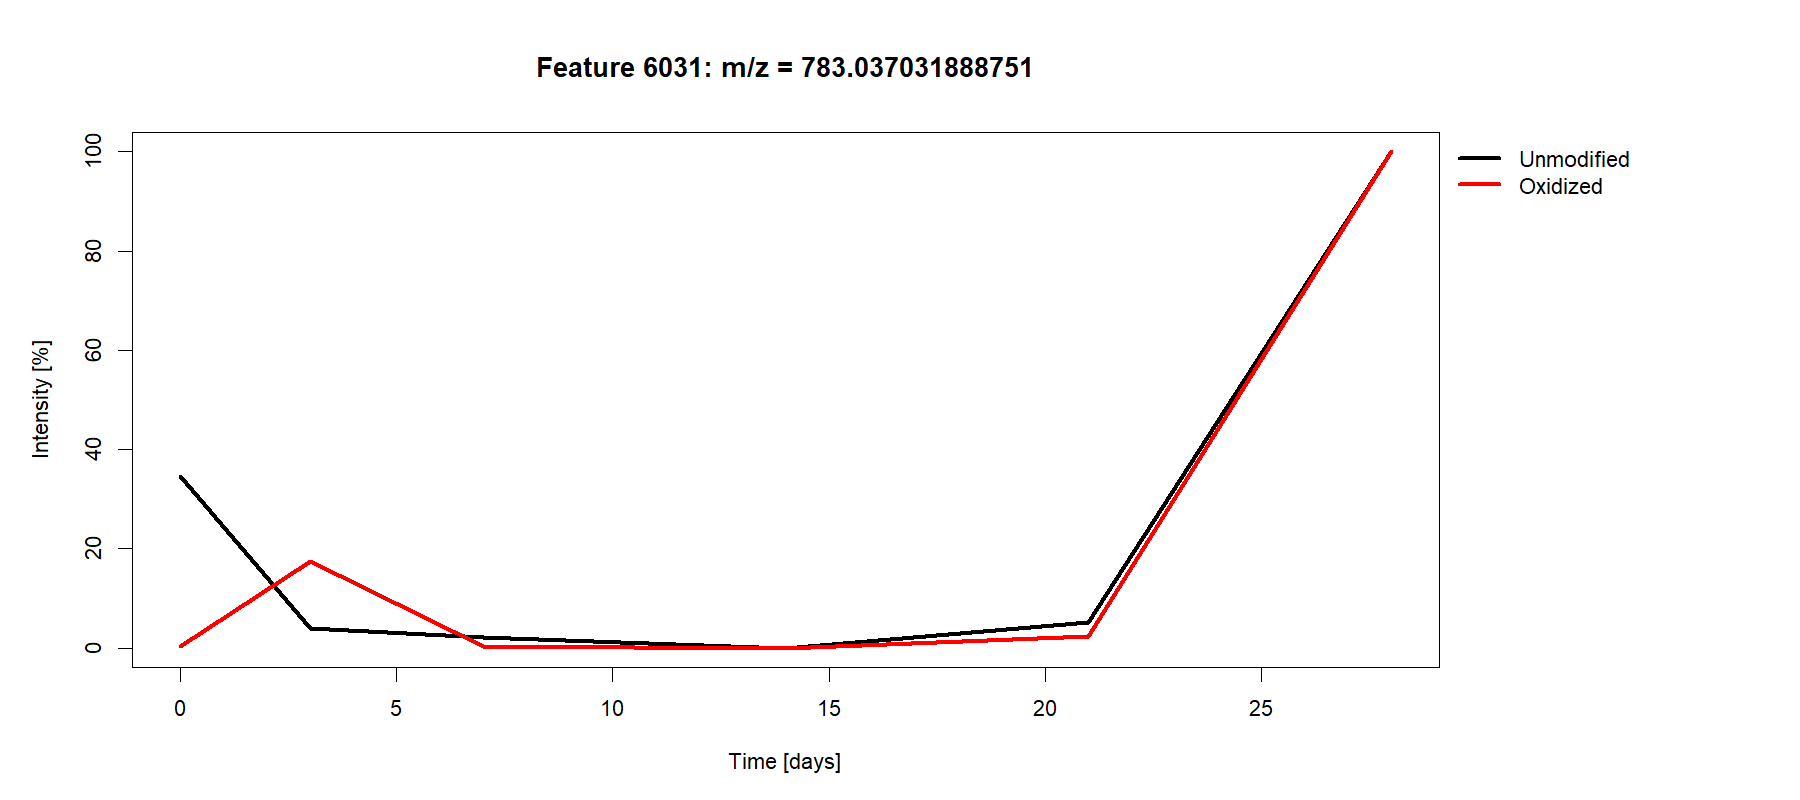 Feature 6031: m/z = 783.037031888751
Unmodified
Oxidized
Intensity [%]
100
80
60
40
20
0
0 5 10 15 20 25
Time [days]